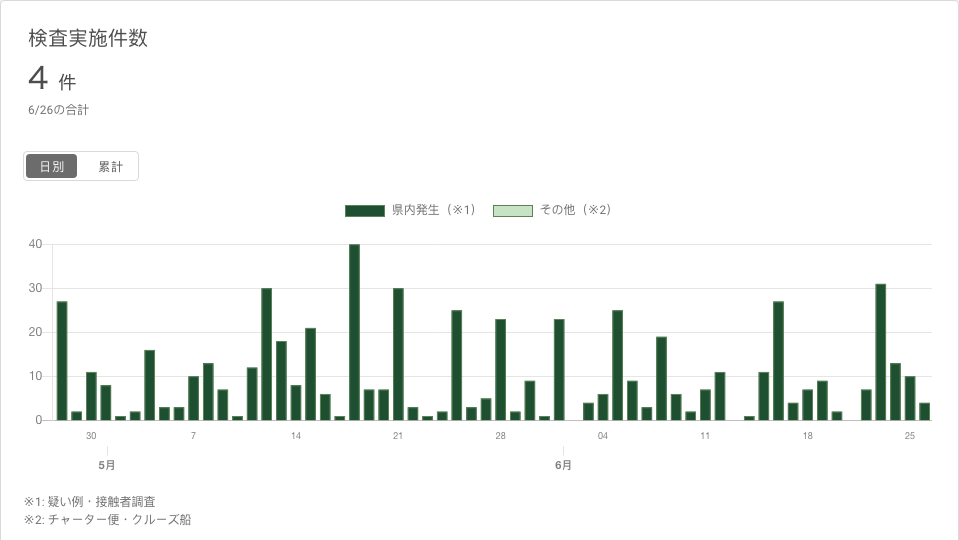 検査実施件数
4 件
6/26の合計
日別 累計
県内発生（※1） その他（※2）
40
30
20
10
0
30 7 14 21 28 04 11 18 25
5月 6月
※1: 疑い例・接触者調査
※2: チャーター便・クルーズ船